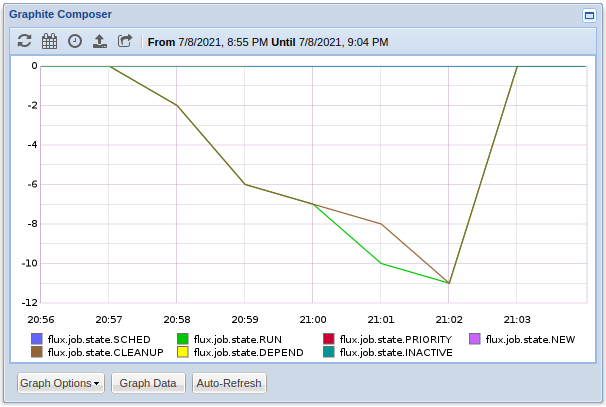 Graphite Composer
From 7/8/2021, 8:55 PM Until 7/8/2021, 9:04 PM
0
-2
-4
-6
-8
-10
-12
20:56 20:57 20:58 20:59 21:00 21:01 21:02 21:03
flux.job.state.SCHED flux.job.state.RUN flux.job.state.PRIORITY flux.job.state.NEW
flux.job.state.CLEANUP flux.job.state.DEPEND flux.job.state.INACTIVE
Graph Options Graph Data Auto-Refresh